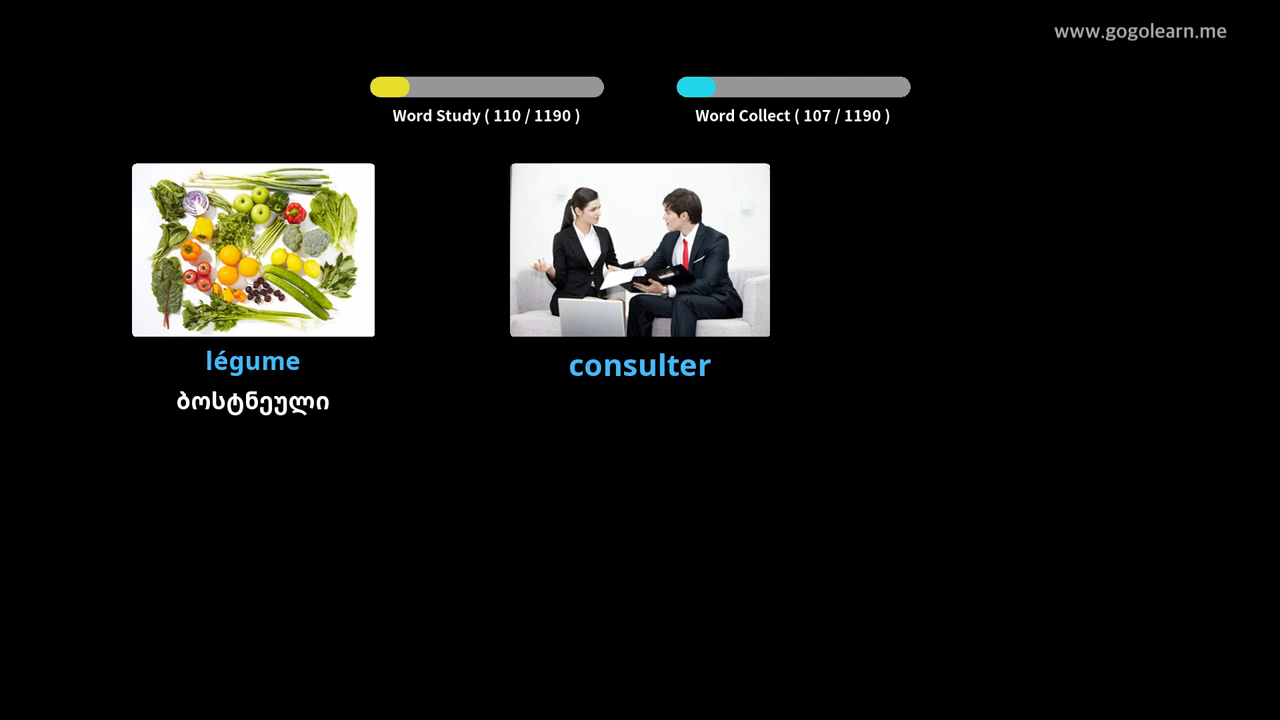 www.gogolearn.me
Word Study ( 110 / 1190 )
Word Collect ( 107 / 1190 )
légume
ბოსტნეული
consulter